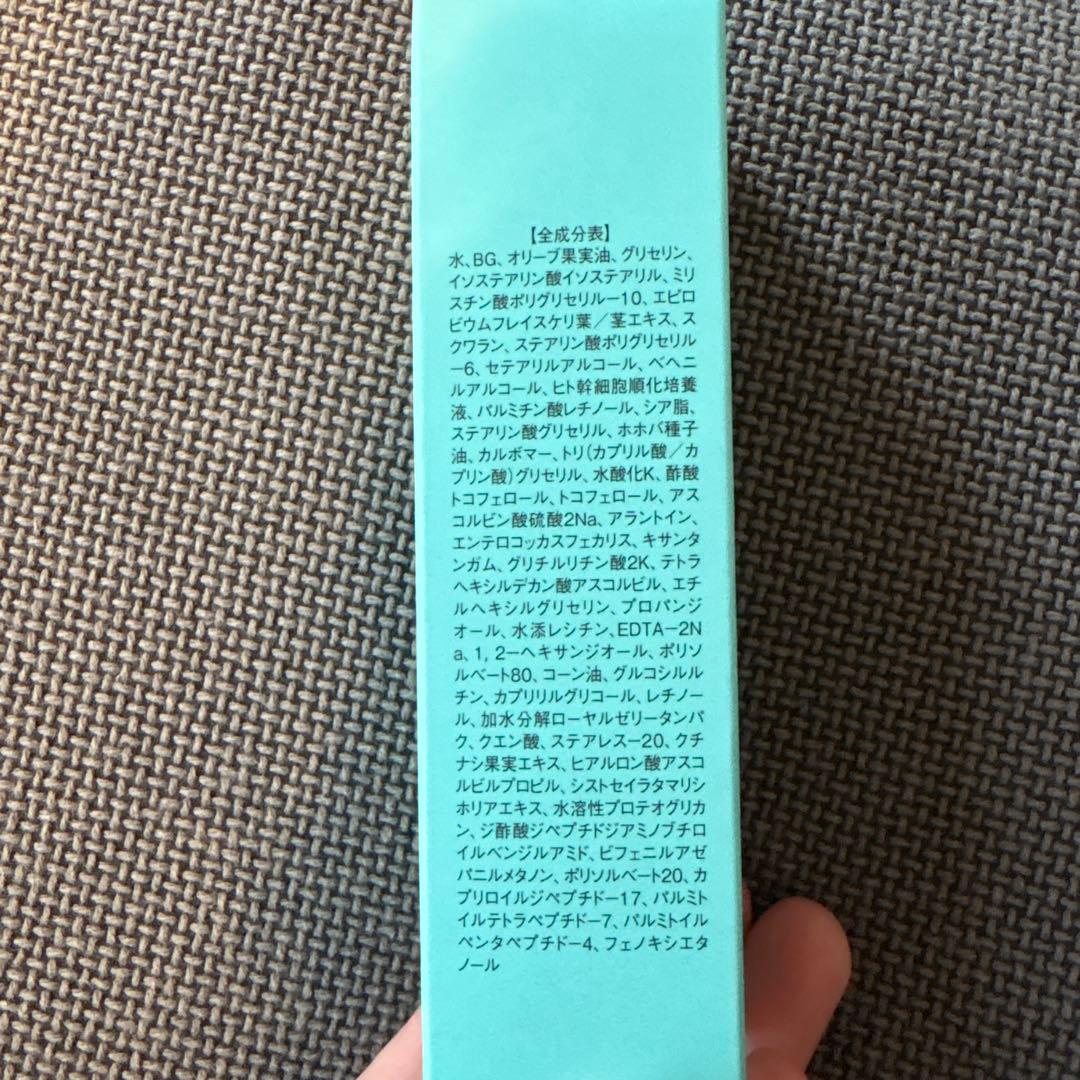 【全成分表】
水、BG、オリーブ果実油、グリセリン、
イソステアリン酸イソステアリル、ミリ
スチン酸ポリグリセリル－10、エピロ
ビウムフレイスケリ葉／茎エキス、ス
クワラン、ステアリン酸ポリグリセリル
－6、セテアリルアルコール、ベヘニ
ルアルコール、ヒト幹細胞順化培養
液、パルミチン酸レチノール、シア脂、
ステアリン酸グリセリル、ホホバ種子
油、カルボマー、トリ(カプリル酸／カ
プリン酸)グリセリル、水酸化K、酢酸
トコフェロール、トコフェロール、アス
コルビン酸硫酸2Na、アラントイン、
エンテロコッカスフェカリス、キサンタ
ンガム、グリチルリチン酸2K、テトラ
ヘキシルデカン酸アスコルビル、エチ
ルヘキシルグリセリン、プロパンジ
オール、水添レシチン、EDTA－2N
a、1，2－ヘキサンジオール、ポリソ
ルベート80、コーン油、グルコシルル
チン、カプリリルグリコール、レチノー
ル、加水分解ローヤルゼリータンパ
ク、クエン酸、ステアレス－20、クチ
ナシ果実エキス、ヒアルロン酸アスコ
ルビルプロピル、シストセイラタマリシ
ホリアエキス、水溶性プロテオグリカ
ン、ジ酢酸ジペプチドジアミノブチロ
イルベンジルアミド、ビフェニルアゼ
パニルメタノン、ポリソルベート20、カ
プリロイルジペプチド－17、パルミト
イルテトラペプチド－7、パルミトイル
ペンタペプチド－4、フェノキシエタ
ノール